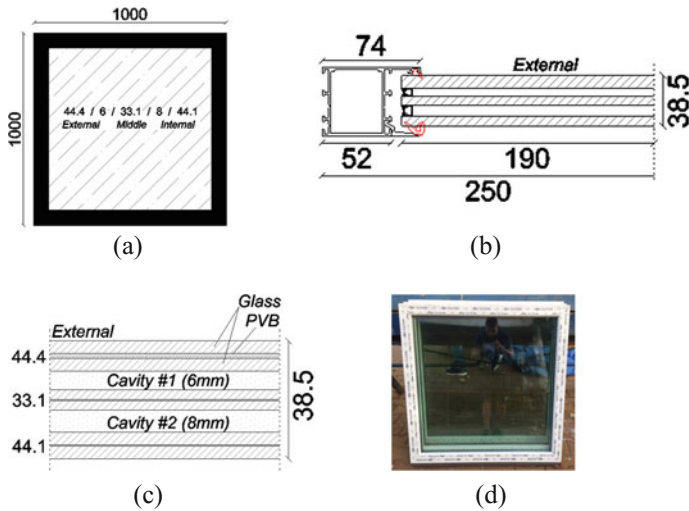 1000
1000
44.4 / 6 / 33.1 / 8 / 44.1
External Middle Internal
(a)
74
External
38.5
52
190
250
(b)
Glass
PVB
External
44.4
Cavity #1 (6mm)
33.1
Cavity #2 (8mm)
44.1
38.5
(c)
(d)